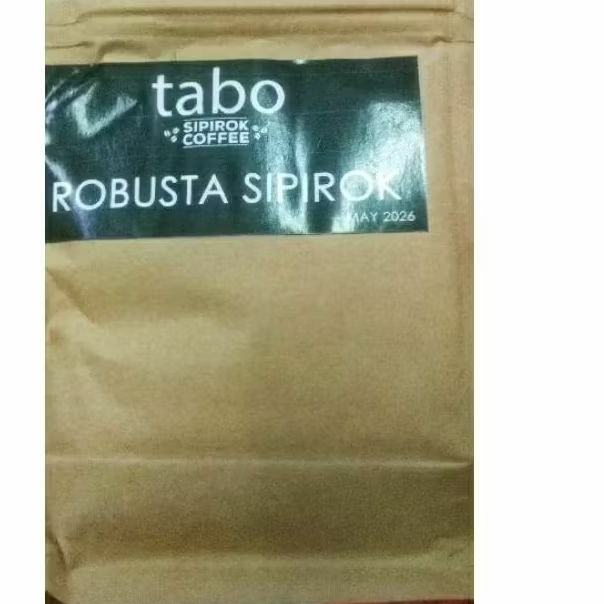 tabo
SIPIROK
COFFEE
ROBUSTA SIPIROK
MAY 2026